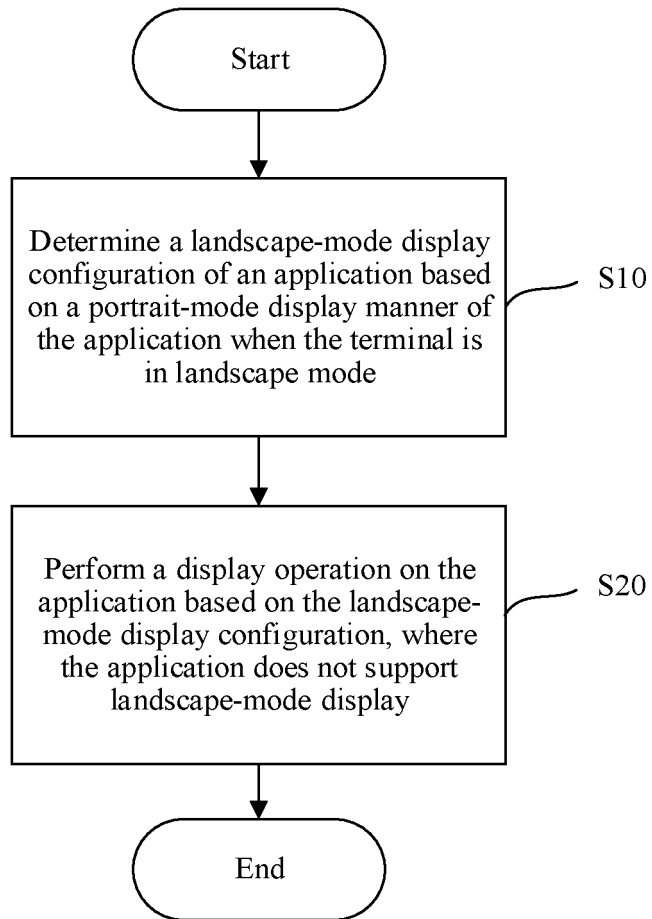 Start
Determine a landscape-mode display
configuration of an application based
on a portrait-mode display manner of
the application when the terminal is
in landscape mode
S10
Perform a display operation on the
application based on the landscape-
mode display configuration, where
the application does not support
landscape-mode display
S20
End